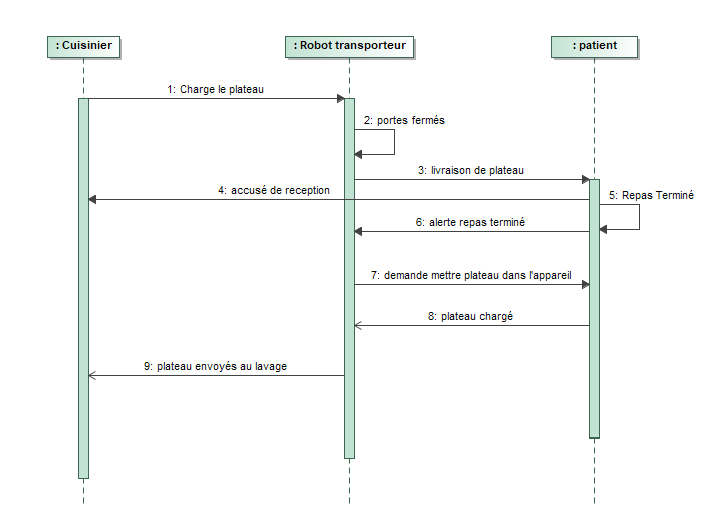 : Cuisinier
: Robot transporteur
: patient
1: Charge le plateau
2: portes fermés
3: livraison de plateau
4: accusé de reception
5: Repas Terminé
6: alerte repas terminé
7: demande mettre plateau dans l'appareil
8: plateau chargé
9: plateau envoyés au lavage